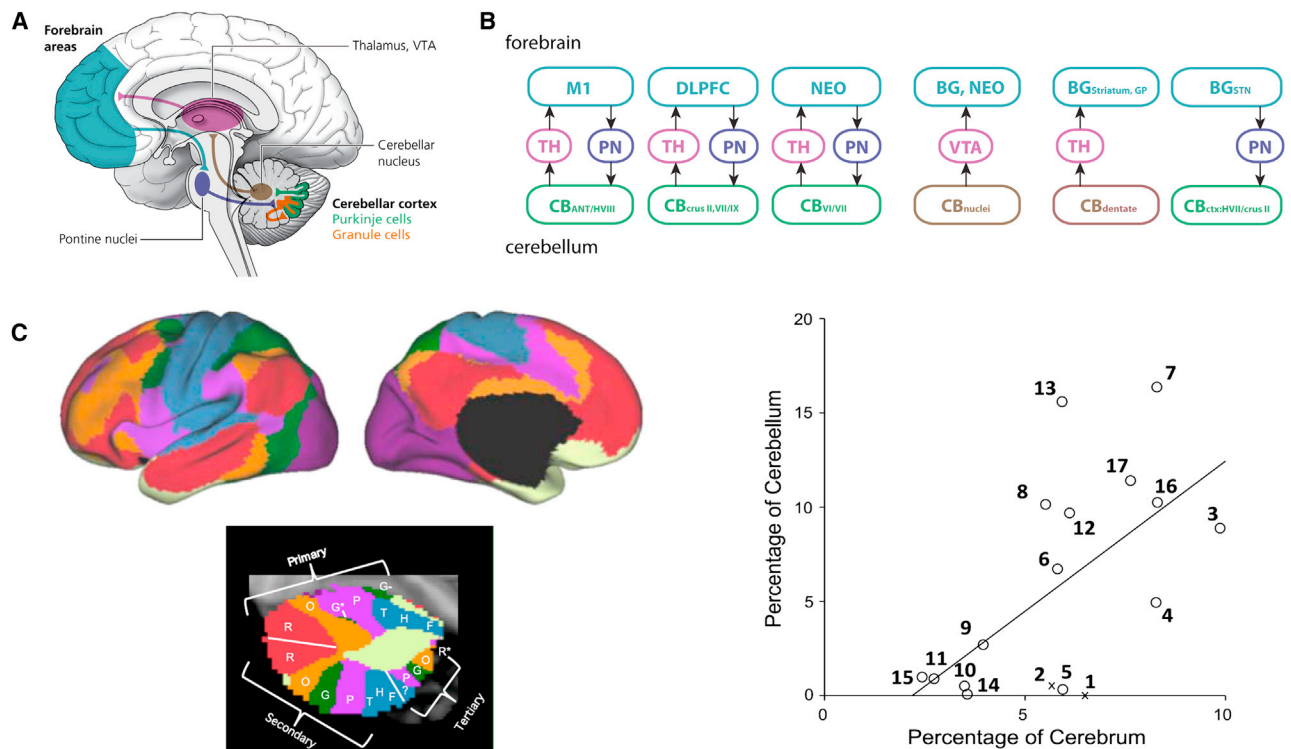 A
Forebrain
areas
Thalamus, VTA
Cerebellar
nucleus
Cerebellar cortex
Purkinje cells
Granule cells
Pontine nuclei
B
forebrain
M1 DLPFC NEO BG, NEO BGStriatum, GP BGSTN
TH PN TH PN TH PN VTA TH PN
CBANT/HVIII CBcrus II,VII/IX CBVI/VII CBnuclei CBdentate CBctx:HVII/crus II
cerebellum
C
Primary
G-
O G* P T H F
R
R
R*
O G P T H F ? P G O
Secondary
Tertiary
20
15
10
5
0
Percentage of Cerebellum
13 7
17
8 16
12 3
6
4
9
15 11 10 14 2 5 1
0 5 10
Percentage of Cerebrum